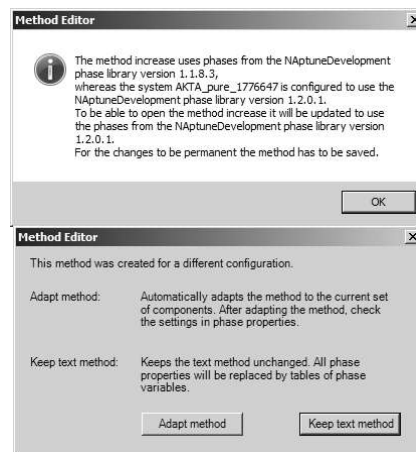 Method Editor
The method increase uses phases from the NAptuneDevelopment
phase library version 1.1.8.3,
whereas the system AKTA_pure_1776647 is configured to use the
NAptuneDevelopment phase library version 1.2.0.1.
To be able to open the method increase it will be updated to use
the phases from the NAptuneDevelopment phase library version
1.2.0.1.
For the changes to be permanent the method has to be saved.
OK
Method Editor
This method was created for a different configuration.
Adapt method: Automatically adapts the method to the current set
of components. After adapting the method, check
the settings in phase properties.
Keep text method: Keeps the text method unchanged. All phase
properties will be replaced by tables of phase
variables.
Adapt method Keep text method